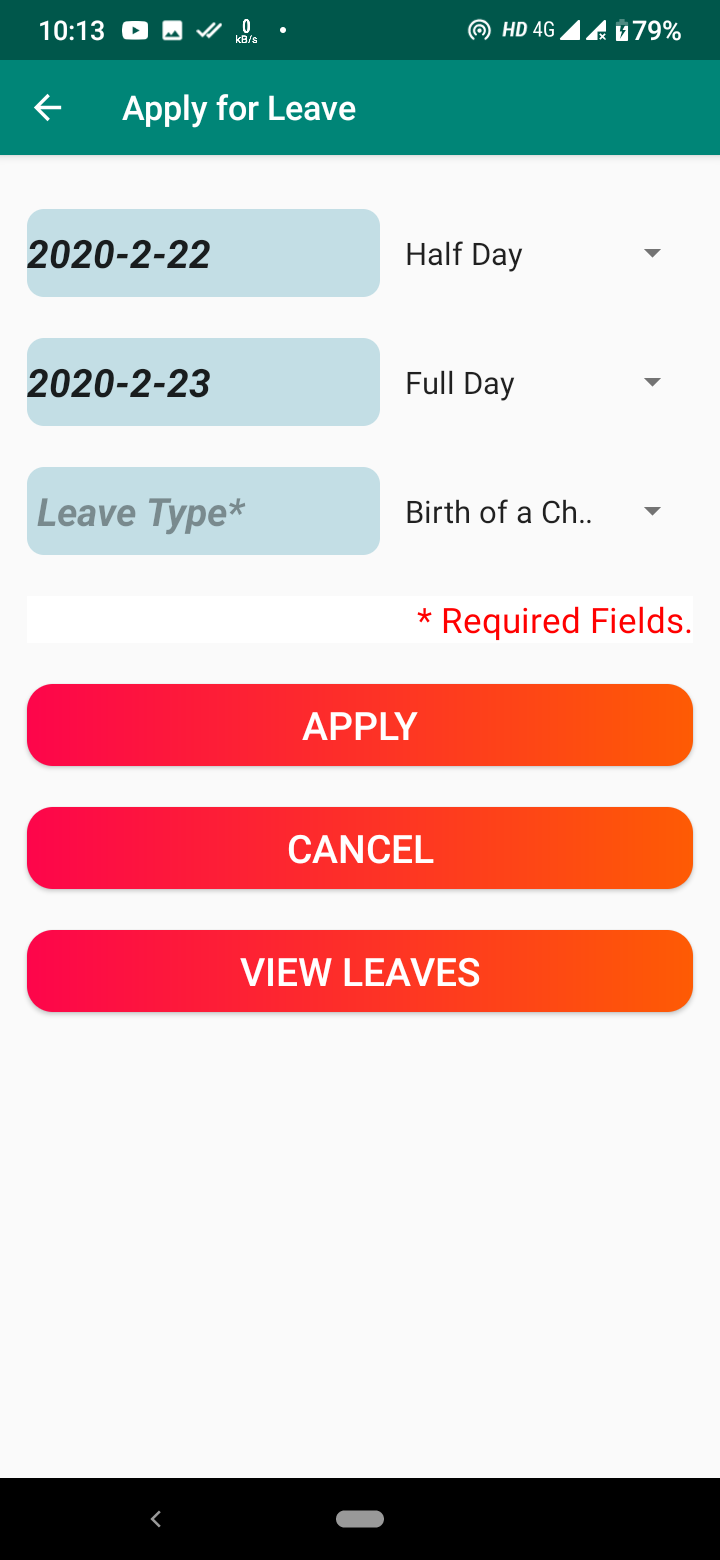 10:13 0 kB/s HD 4G 79%
Apply for Leave
2020-2-22 Half Day
2020-2-23 Full Day
Leave Type* Birth of a Ch..
* Required Fields.
APPLY
CANCEL
VIEW LEAVES